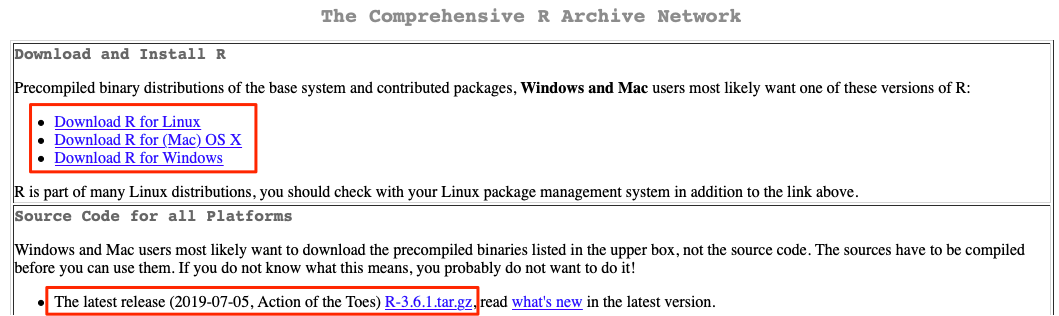 The Comprehensive R Archive Network
Download and Install R
Precompiled binary distributions of the base system and contributed packages, Windows and Mac users most likely want one of these versions of R:
Download R for Linux
Download R for (Mac) OS X
Download R for Windows
R is part of many Linux distributions, you should check with your Linux package management system in addition to the link above.
Source Code for all Platforms
Windows and Mac users most likely want to download the precompiled binaries listed in the upper box, not the source code. The sources have to be compiled
before you can use them. If you do not know what this means, you probably do not want to do it!
The latest release (2019-07-05, Action of the Toes) R-3.6.1.tar.gz, read what's new in the latest version.